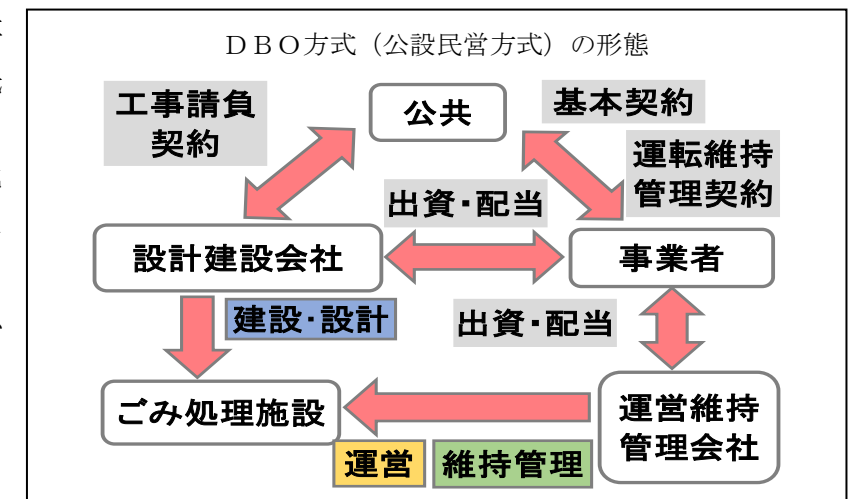 DBO方式（公設民営方式）の形態
工事請負
契約
公共
基本契約
運転維持
管理契約
出資・配当
設計建設会社
事業者
建設・設計
出資・配当
ごみ処理施設
運営維持
管理会社
運営
維持管理